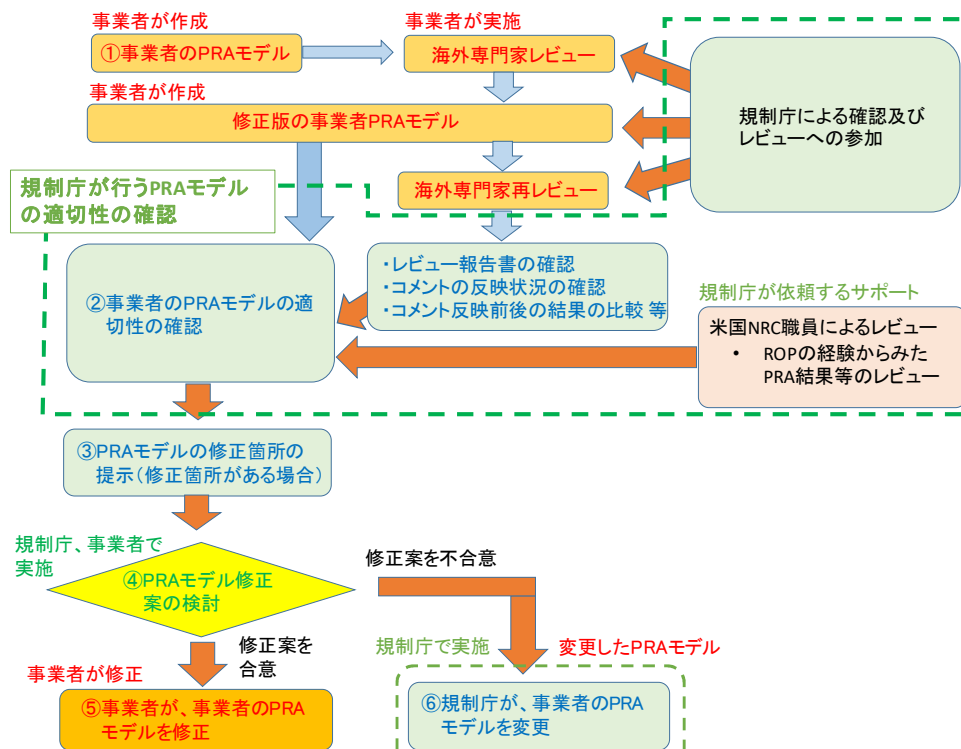 事業者が作成
①事業者のPRAモデル
事業者が実施
海外専門家レビュー
事業者が作成
修正版の事業者PRAモデル
規制庁による確認及び
レビューへの参加
海外専門家再レビュー
規制庁が行うPRAモデル
の適切性の確認
・レビュー報告書の確認
・コメントの反映状況の確認
・コメント反映前後の結果の比較 等
②事業者のPRAモデルの適
切性の確認
規制庁が依頼するサポート
米国NRC職員によるレビュー
• ROPの経験からみた
PRA結果等のレビュー
③PRAモデルの修正箇所の
提示(修正箇所がある場合)
規制庁、事業者で
実施
④PRAモデル修正
案の検討
修正案を不合意
修正案を
合意
規制庁で実施
変更したPRAモデル
事業者が修正
⑤事業者が、事業者のPRA
モデルを修正
⑥規制庁が、事業者のPRA
モデルを変更